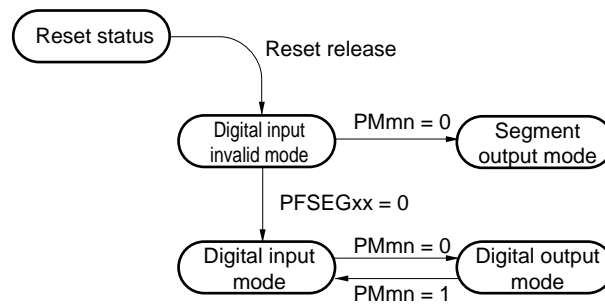 Reset status
Reset release
Digital input
invalid mode
PMmn = 0
Segment
output mode
PFSEGxx = 0
Digital input
mode
PMmn = 0
PMmn = 1
Digital output
mode